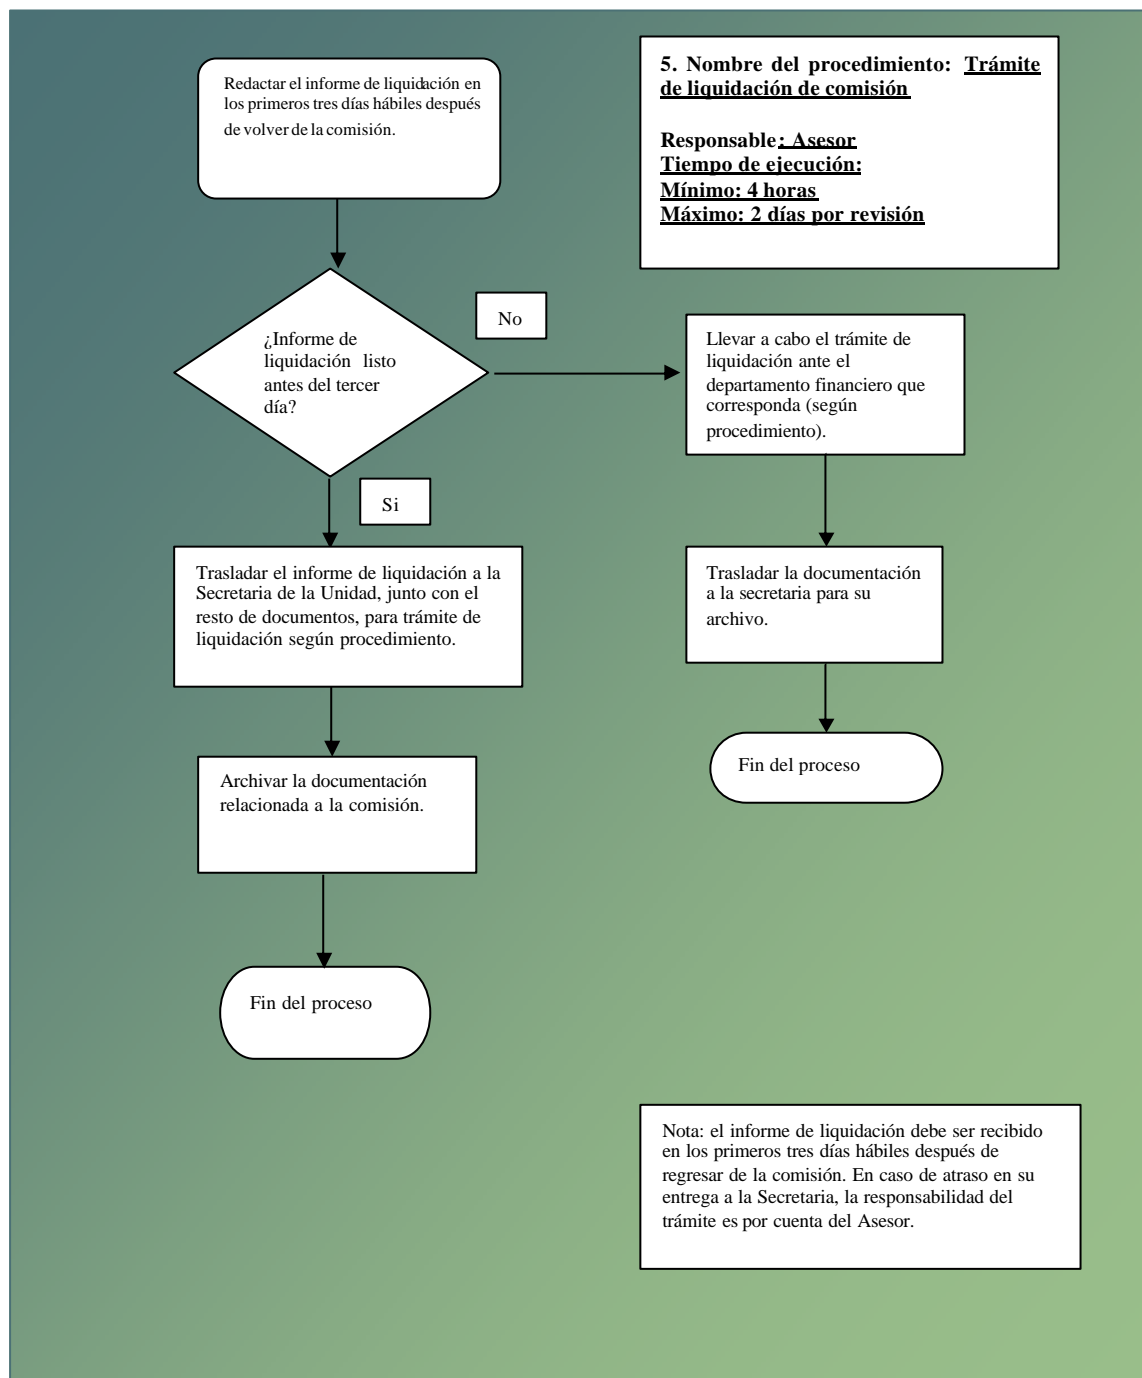 Redactar el informe de liquidación en
los primeros tres días hábiles después
de volver de la comisión.
5. Nombre del procedimiento: Trámite
de liquidación de comisión
Responsable: Asesor
Tiempo de ejecución:
Mínimo: 4 horas
Máximo: 2 días por revisión
¿Informe de
liquidación listo
antes del tercer
día?
No
Llevar a cabo el trámite de
liquidación ante el
departamento financiero que
corresponda (según
procedimiento).
Si
Trasladar el informe de liquidación a la
Secretaria de la Unidad, junto con el
resto de documentos, para trámite de
liquidación según procedimiento.
Trasladar la documentación
a la secretaria para su
archivo.
Archivar la documentación
relacionada a la comisión.
Fin del proceso
Fin del proceso
Nota: el informe de liquidación debe ser recibido
en los primeros tres días hábiles después de
regresar de la comisión. En caso de atraso en su
entrega a la Secretaria, la responsabilidad del
trámite es por cuenta del Asesor.